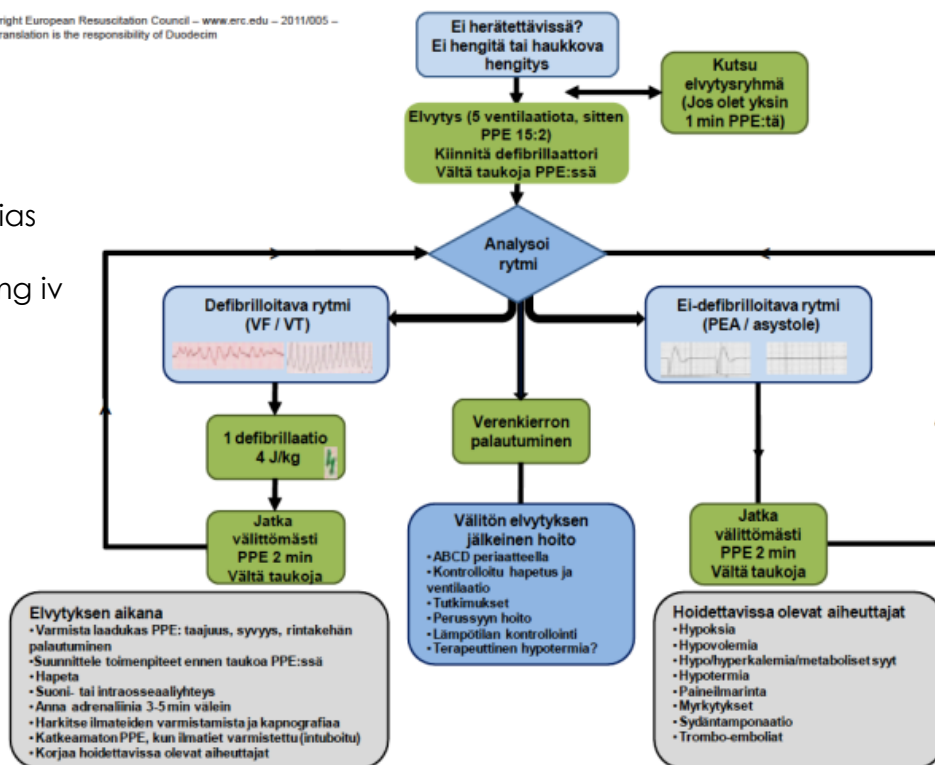 right European Resuscitation Council – www.erc.edu – 2011/005 –
ranslation is the responsibility of Duodecim
Ei herätettävissä?
Ei hengitä tai haukkova
hengitys
Kutsu
elvytysryhmä
(Jos olet yksin
1 min PPE:tä)
Elvytys (5 ventilaatiota, sitten
PPE 15:2)
Kiinnitä defibrillaattori
Vältä taukoja PPE:ssä
ias
ng iv
Analysoi
rytmi
Defibrilloitava rytmi
(VF / VT)
Ei-defibrilloitava rytmi
(PEA / asystole)
1 defibrillaatio
4 J/kg
Verenkierron
palautuminen
Jatka
välittömästi
PPE 2 min
Vältä taukoja
Välitön elvytyksen
jälkeinen hoito
•ABCD periaatteella
•Kontrolloitu hapetus ja
ventilaatio
•Tutkimukset
•Perussyn hoito
•Lämpötilan kontrollointi
•Terapeuttinen hypotermia?
Jatka
välittömästi
PPE 2 min
Vältä taukoja
Elvytyksen aikana
•Varmista laadukas PPE: taajuus, syvyys, rintakehän
palautuminen
•Suunnittele toimenpiteet ennen taukoa PPE:ssä
•Hapeta
•Suoni- tai intraosseaaliyhteys
•Anna adrenaliinia 3-5 min välein
•Harkitse ilmateiden varmistamista ja kapnografiaa
•Katkeamaton PPE, kun ilmatiet varmistettu (intuboitu)
•Korjaa hoidettavissa olevat aiheuttajat
Hoidettavissa olevat aiheuttajat
•Hypoksia
•Hypovolemia
•Hypo/hyperkalemia/metaboliset syyt
•Hypotermia
•Paineilmarinta
•Myrkytykset
•Sydäntamponaatio
•Trombo-emboliat